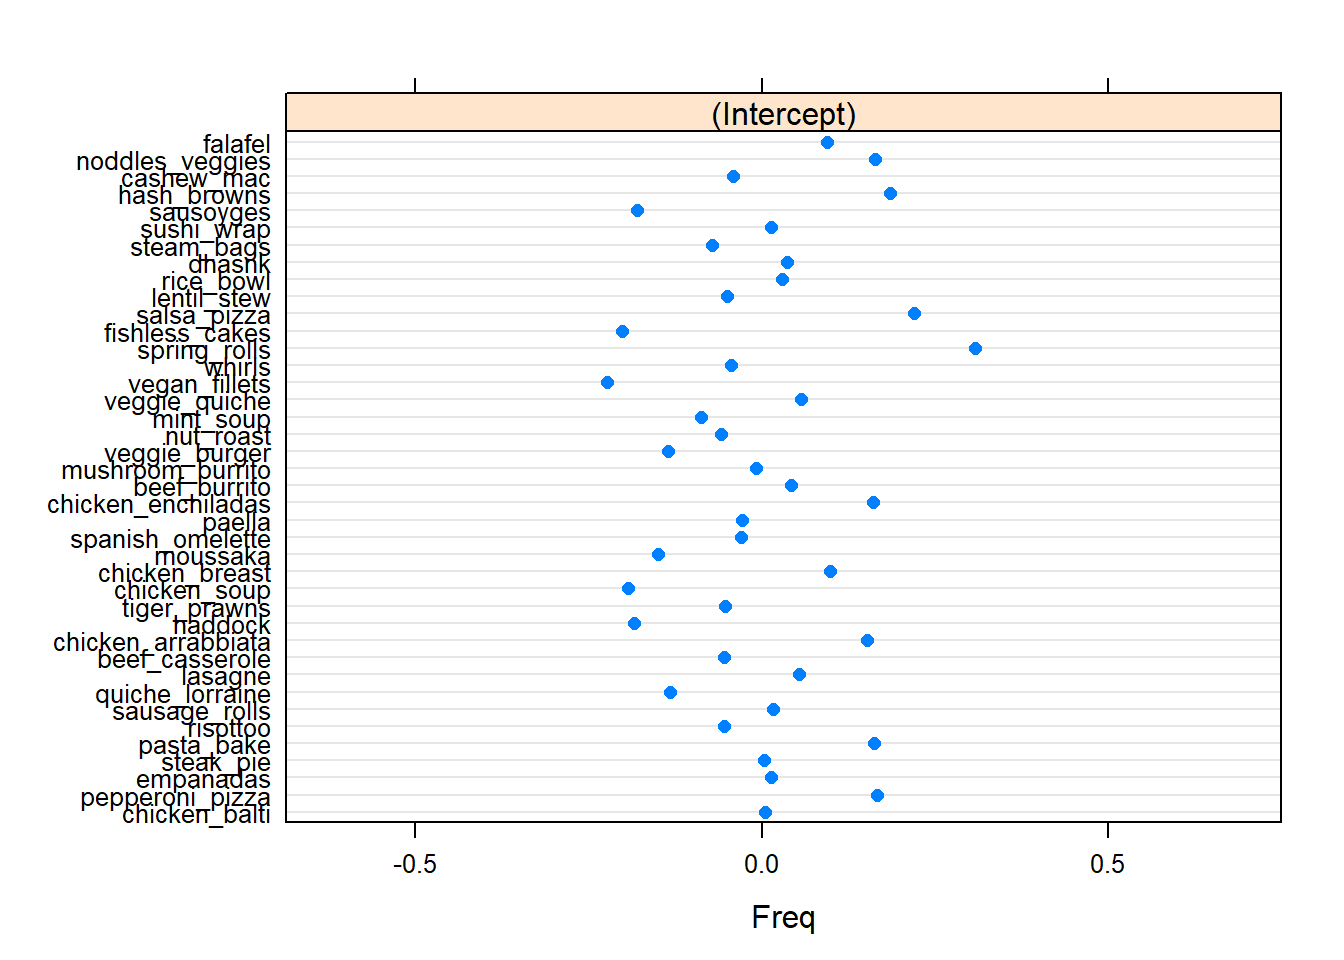 (Intercept)
falafel
noddles_veggies
cashew_mac
hash_browns
sausoyges
sushi_wrap
steam_bags
dhasnk
rice_bowl
lentil_stew
salsa_pizza
fishless_cakes
spring_rolls
whirls
vegan_fillets
veggie_quiche
mint_soup
nut_roast
veggie_burger
mushroom_burrito
beef_burrito
chicken_enchiladas
paella
spanish_omelette
moussaka
chicken_breast
chicken_soup
tiger_prawns
haddock
chicken_arrabbiata
beef_casserole
lasagne
quiche_lorraine
sausage_rolls
risottoo
pasta_bake
steak_pie
empanadas
pepperoni_pizza
chicken_balti
-0.5 0.0 0.5
Freq